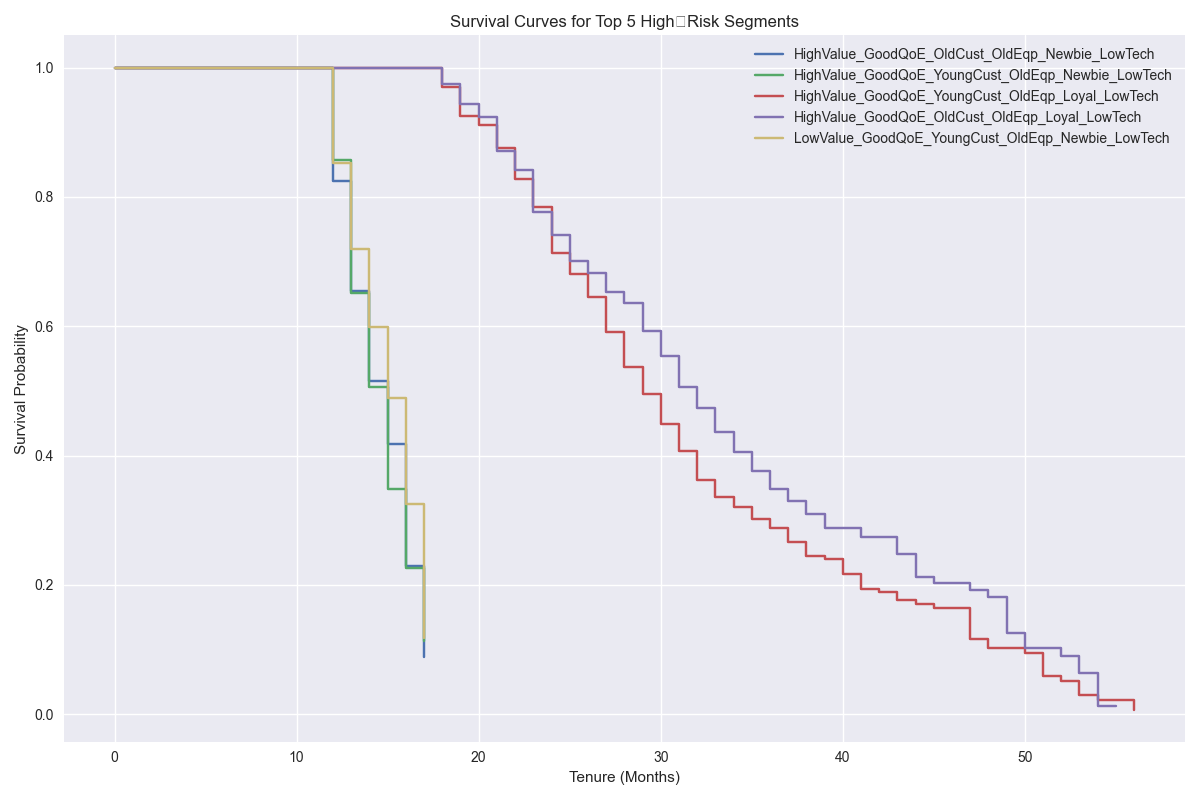 Survival Curves for Top 5 High□Risk Segments
HighValue_GoodQoE_OldCust_OldEqp_Newbie_LowTech
HighValue_GoodQoE_YoungCust_OldEqp_Newbie_LowTech
HighValue_GoodQoE_YoungCust_OldEqp_Loyal_LowTech
HighValue_GoodQoE_OldCust_OldEqp_Loyal_LowTech
LowValue_GoodQoE_YoungCust_OldEqp_Newbie_LowTech
Survival Probability
1.0
0.8
0.6
0.4
0.2
0.0
0 10 20 30 40 50
Tenure (Months)